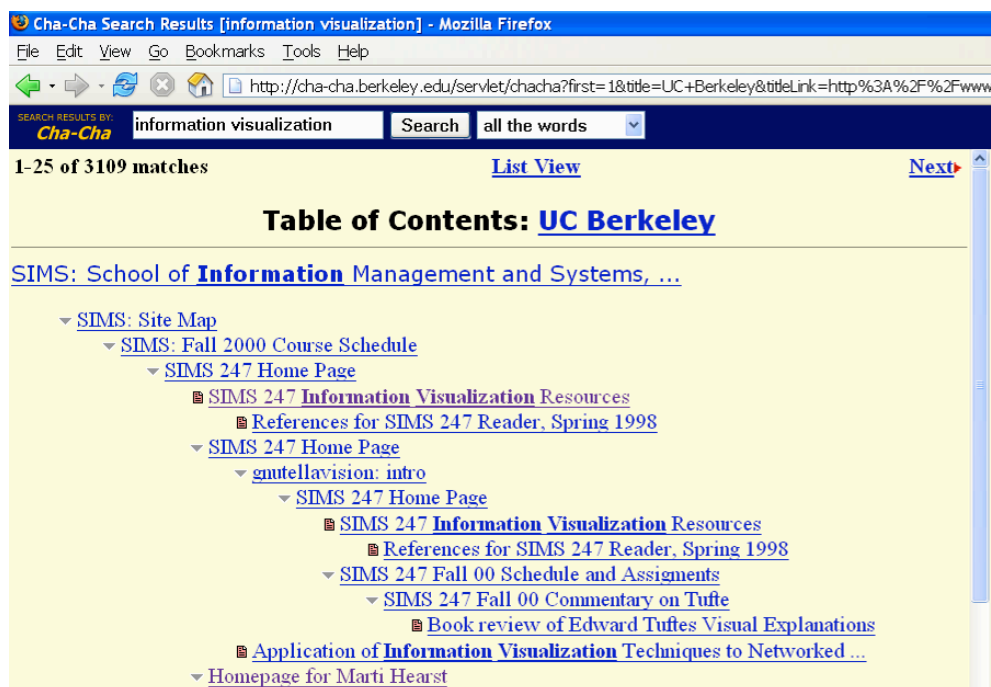 Cha-Cha Search Results [information visualization] - Mozilla Firefox
File Edit View Go Bookmarks Tools Help
http://cha-cha.berkeley.edu/servlet/chacha?first=1&title=UC+Berkeley&titleLink=http%3A%2F%2Fwww
SEARCH RESULTS BY:
Cha-Cha
information visualization Search all the words
1-25 of 3109 matches List View Next
Table of Contents: UC Berkeley
SIMS: School of Information Management and Systems, ...
SIMS: Site Map
SIMS: Fall 2000 Course Schedule
SIMS 247 Home Page
SIMS 247 Information Visualization Resources
References for SIMS 247 Reader, Spring 1998
SIMS 247 Home Page
gnutellavision: intro
SIMS 247 Home Page
SIMS 247 Information Visualization Resources
References for SIMS 247 Reader, Spring 1998
SIMS 247 Fall 00 Schedule and Assigments
SIMS 247 Fall 00 Commentary on Tufte
Book review of Edward Tuftes Visual Explanations
Application of Information Visualization Techniques to Networked ...
Homepage for Marti Hearst